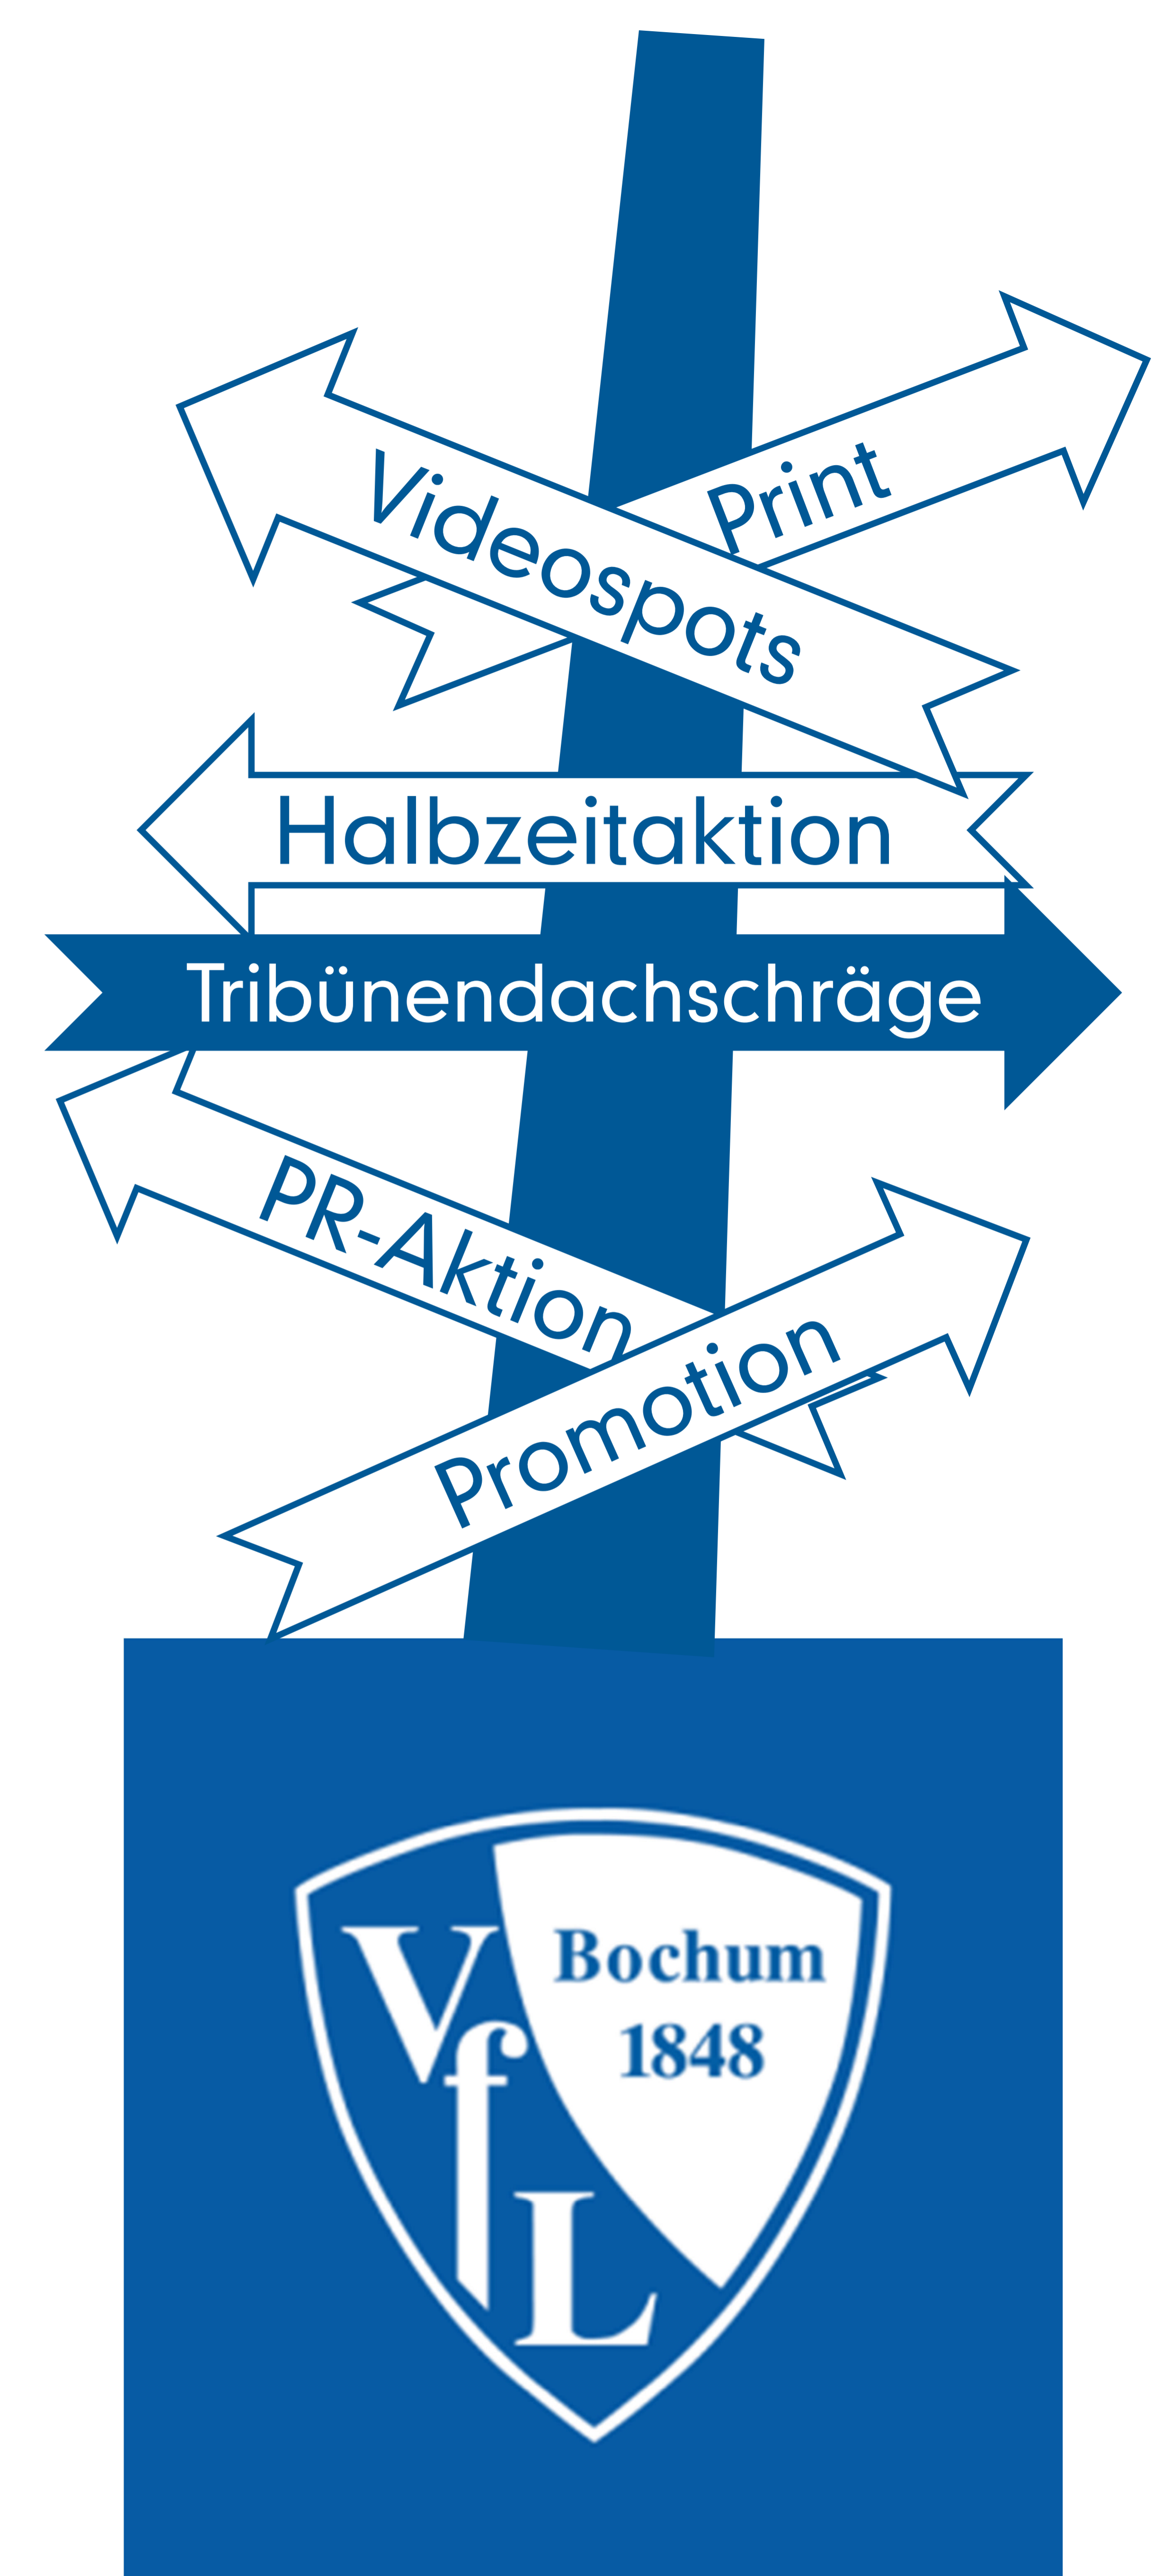 Print
Videospots
Halbzeitaktion
Tribünendachschräge
PR-Aktion
Promotion
VfL
Bochum
1848